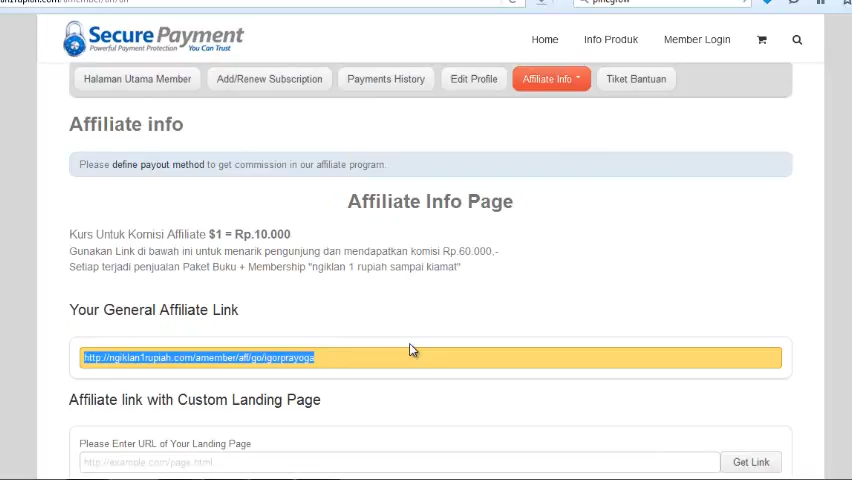 SecurePayment
Powerful Payment Protection You Can Trust
Home Info Produk Member Login
Halaman Utama Member Add/Renew Subscription Payments History Edit Profile Affiliate Info Tiket Bantuan
Affiliate info
Please define payout method to get commission in our affiliate program.
Affiliate Info Page
Kurs Untuk Komisi Affiliate $1 = Rp.10.000
Gunakan Link di bawah ini untuk menarik pengunjung dan mendapatkan komisi Rp.60.000,-
Setiap terjadi penjualan Paket Buku + Membership "ngiklan 1 rupiah sampai kiamat"
Your General Affiliate Link
http://ngiklan1rupiah.com/amember/aff/go/igorprayoga
Affiliate link with Custom Landing Page
Please Enter URL of Your Landing Page
http://example.com/page.html Get Link